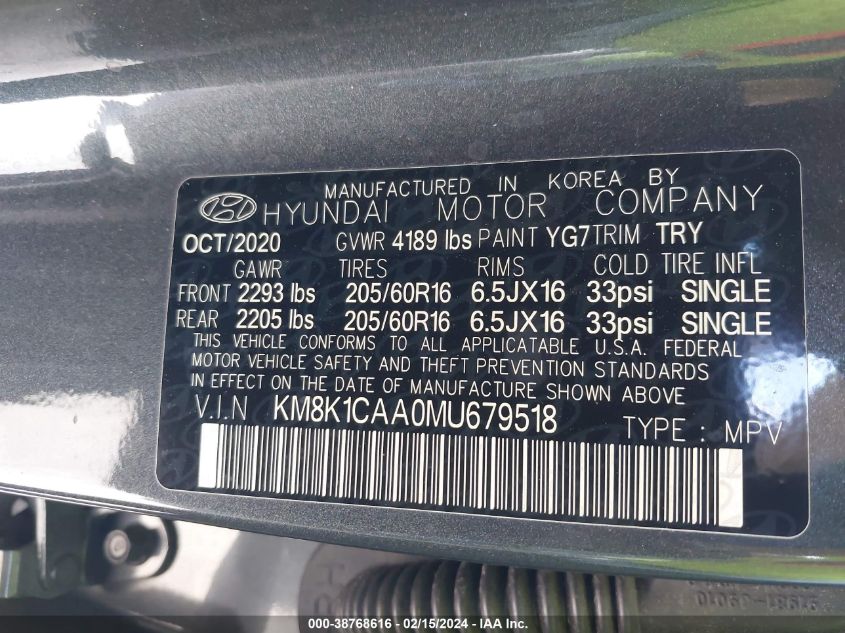 MANUFACTURED IN KOREA BY
HYUNDAI MOTOR COMPANY
OCT/2020 GVWR 4189 lbs PAINT YG7 TRIM TRY
GAWR TIRES RIMS COLD TIRE INFL
FRONT 2293 lbs 205/60R16 6.5JX16 33psi SINGLE
REAR 2205 lbs 205/60R16 6.5JX16 33psi SINGLE
THIS VEHICLE CONFORMS TO ALL APPLICATABLE U.S.A. FEDERAL
MOTOR VEHICLE SAFETY AND THEFT PREVENTION STANDARDS
IN EFFECT ON THE DATE OF MANUFACTURE SHOWN ABOVE
V.I.N KM8K1CAA0MU679518 TYPE : MPV
91981-J9010
000-38768616 - 02/15/2024 - IAA Inc.